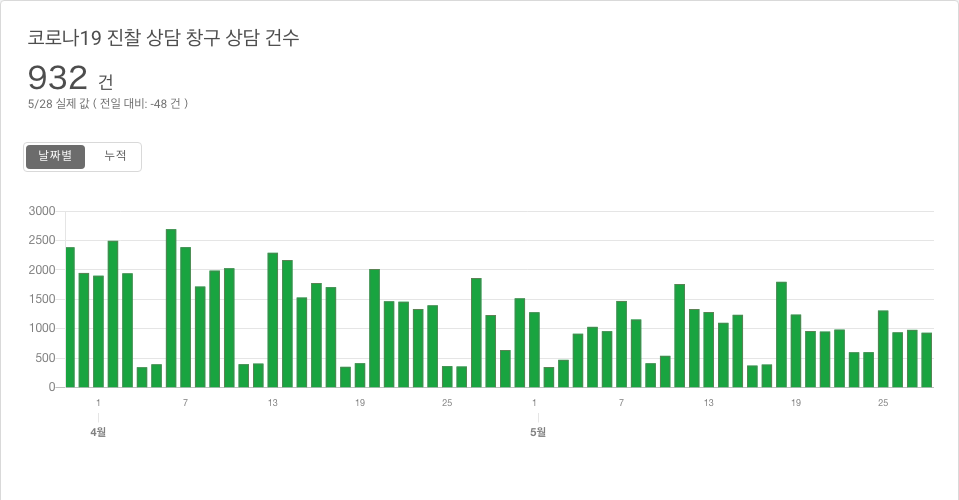 코로나19 진찰 상담 창구 상담 건수
932 건
5/28 실제 값 ( 전일 대비: -48 건 )
날짜별 누적
3000
2500
2000
1500
1000
500
0
1 7 13 19 25 1 7 13 19 25
4월 5월